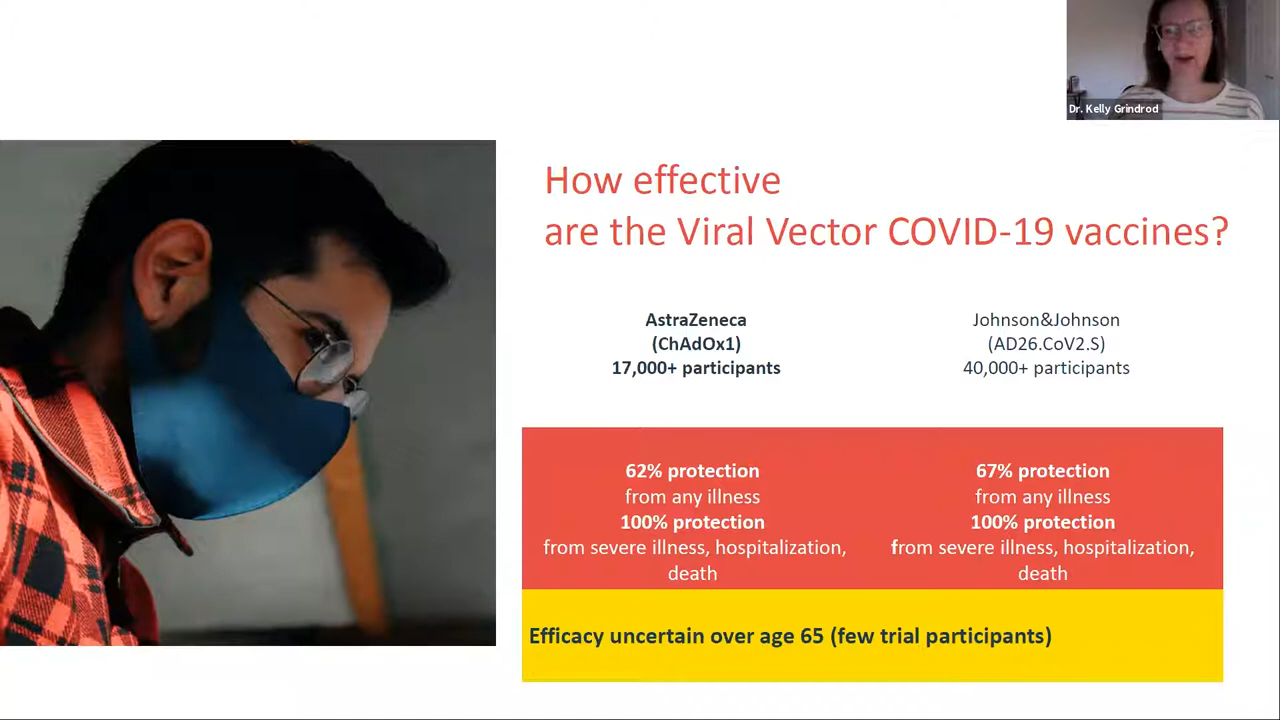 Dr. Kelly Grindrod
How effective
are the Viral Vector COVID-19 vaccines?
AstraZeneca
(ChAdOx1)
17,000+ participants
Johnson&Johnson
(AD26.CoV2.S)
40,000+ participants
62% protection
from any illness
100% protection
from severe illness, hospitalization,
death
67% protection
from any illness
100% protection
from severe illness, hospitalization,
death
Efficacy uncertain over age 65 (few trial participants)